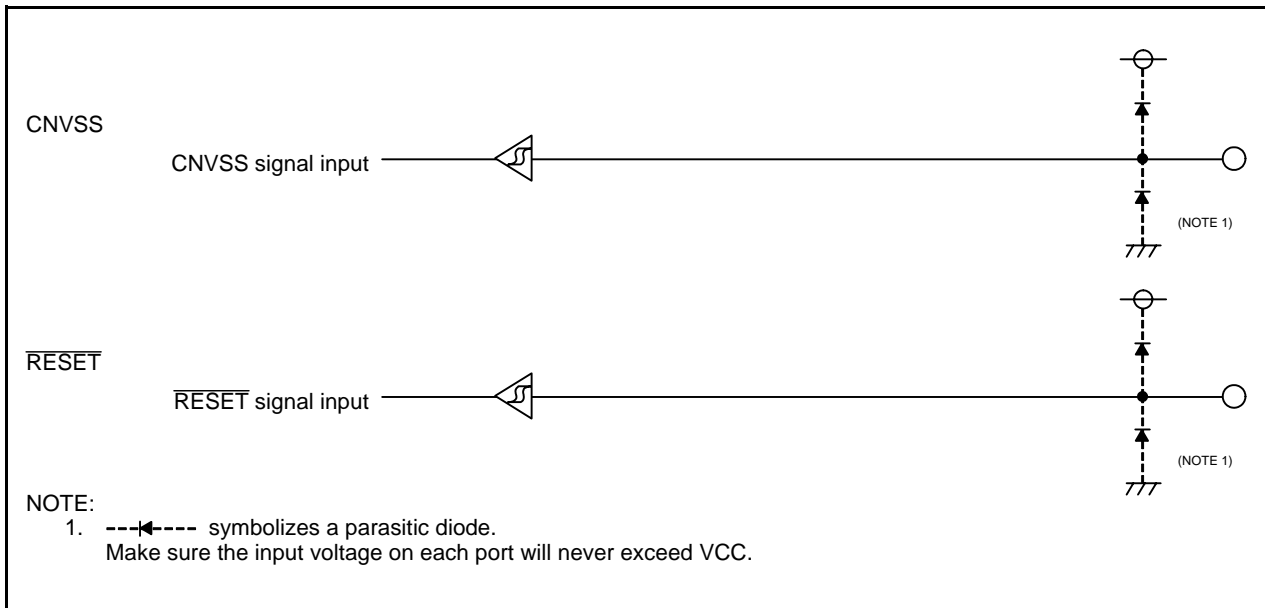 CNVSS
CNVSS signal input
(NOTE 1)
RESET
RESET signal input
(NOTE 1)
NOTE:
1. symbolizes a parasitic diode.
Make sure the input voltage on each port will never exceed VCC.